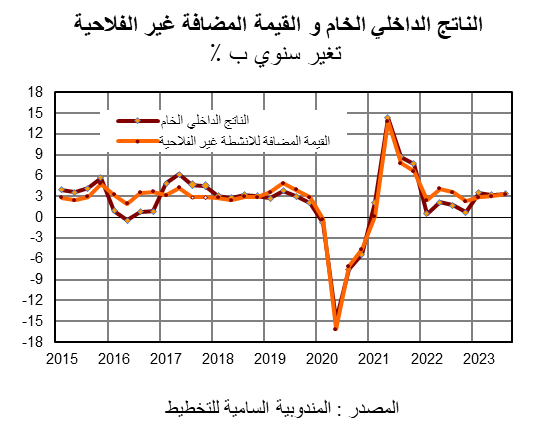 الناتج الداخلي الخام و القيمة المضافة غير الفلاحية
تغير سنوي ب ٪
18
15
12
9
6
3
0
-3
-6
-9
-12
-15
-18
الناتج الداخلي الخام
القيمة المضافة للانشطة غير الفلاحية
2015 2016 2017 2018 2019 2020 2021 2022 2023
المصدر : المندوبية السامية للتخطيط